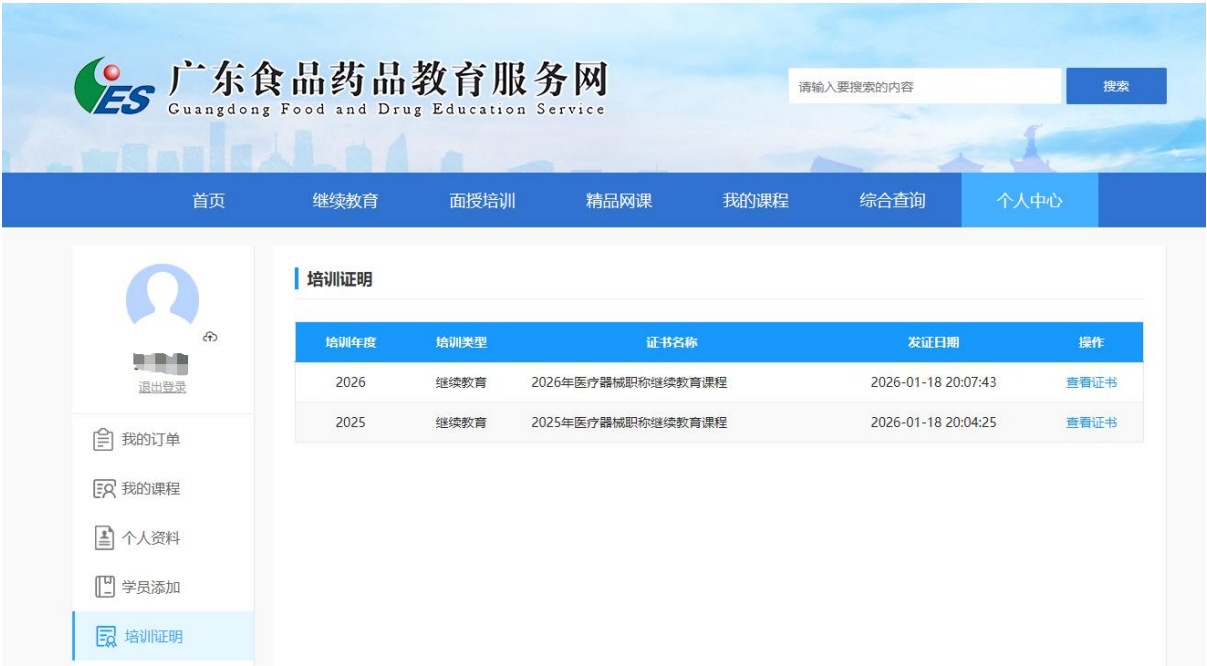 广东食品药品教育服务网
ES
Guangdong Food and Drug Education Service
请输入要搜索的内容 搜索
首页 继续教育 面授培训 精品网课 我的课程 综合查询 个人中心
培训证明
培训年度 培训类型 证书名称 发证日期 操作
2026 继续教育 2026年医疗器械职称继续教育课程 2026-01-18 20:07:43 查看证书
2025 继续教育 2025年医疗器械职称继续教育课程 2026-01-18 20:04:25 查看证书
退出登录
我的订单
我的课程
个人资料
学员添加
培训证明